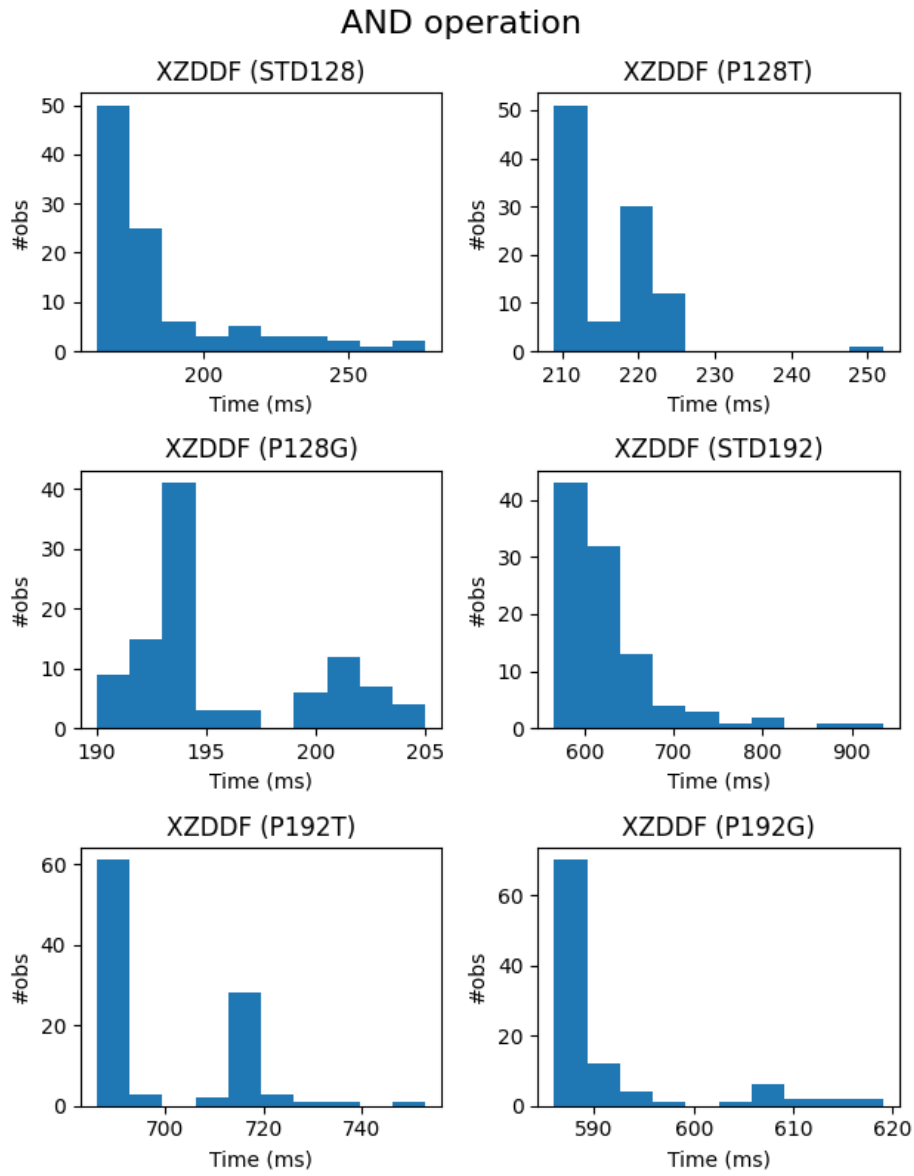 AND operation
XZDDF (STD128)
50
40
30
20
10
0
#obs
200
250
Time (ms)
XZDDF (P128T)
50
40
30
20
10
0
#obs
210
220
230
240
250
Time (ms)
XZDDF (P128G)
40
30
20
10
0
#obs
190
195
200
205
Time (ms)
XZDDF (STD192)
40
30
20
10
0
#obs
600
700
800
900
Time (ms)
XZDDF (P192T)
60
40
20
0
#obs
700
720
740
Time (ms)
XZDDF (P192G)
60
40
20
0
#obs
590
600
610
620
Time (ms)